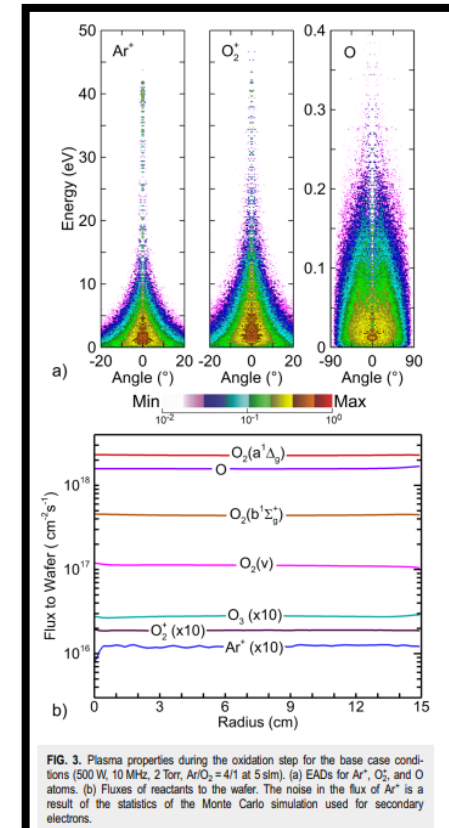 50
40
30
20
10
0
Energy (eV)
Ar⁺
O₂⁺
O
0.4
0.3
0.2
0.1
0
-20 0 20
-20 0 20
-90 0 90
Angle (°) Angle (°) Angle (°)
a)
Min Max
10⁻² 10⁻¹ 10⁰
Flux to Wafer ( cm⁻²s⁻¹)
10¹⁸
10¹⁷
10¹⁶
O₂(a¹Δg)
O
O₂(b¹Σg⁺)
O₂(v)
O₃ (x10)
O₂⁺ (x10)
Ar⁺ (x10)
0 3 6 9 12 15
b)
Radius (cm)
FIG. 3. Plasma properties during the oxidation step for the base case condi-
tions (500 W, 10 MHz, 2 Torr, Ar/O₂ = 4/1 at 5 slm). (a) EADs for Ar⁺, O₂⁺, and O
atoms. (b) Fluxes of reactants to the wafer. The noise in the flux of Ar⁺ is a
result of the statistics of the Monte Carlo simulation used for secondary
electrons.